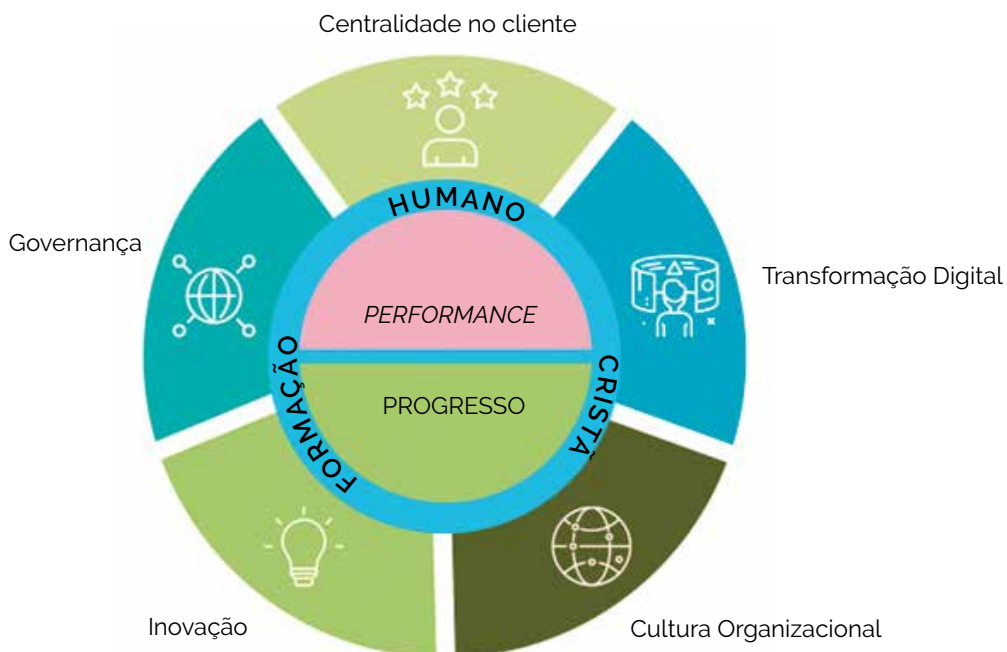 Centralidade no cliente
HUMANO
Governança
Transformação Digital
PERFORMANCE
FORMAÇÃO
CRISTÃ
PROGRESSO
Inovação
Cultura Organizacional